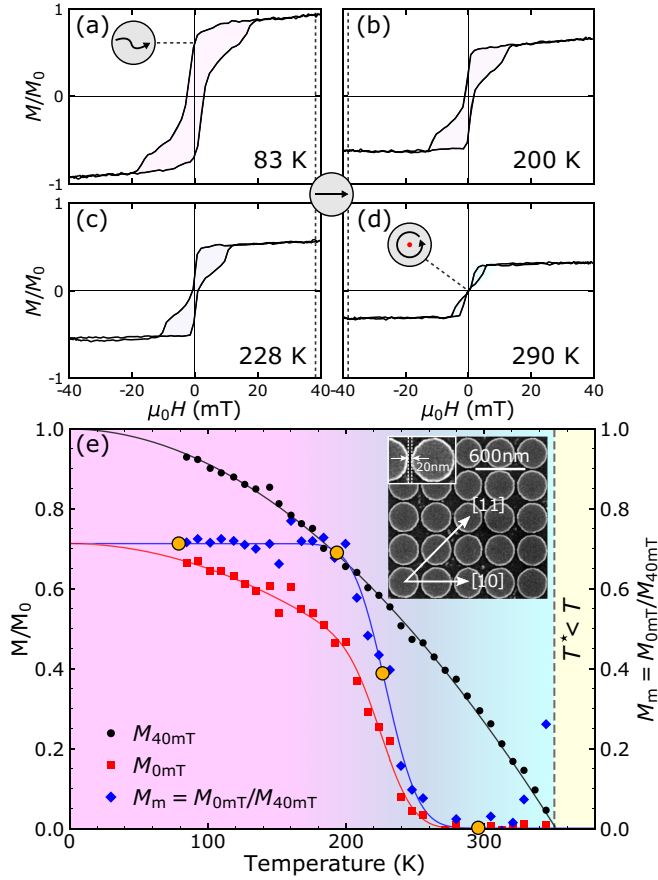 (a)
(b)
83 K
200 K
M/M0
1
0
-1
(c)
(d)
228 K
290 K
M/M0
1
0
-1
-40 -20 0 20 40
-40 -20 0 20 40
μ0H (mT)
μ0H (mT)
(e)
600nm
20nm
[11]
[10]
T* < T
M40mT
M0mT
Mm = M0mT/M40mT
M/M0
Mm = M0mT/M40mT
1.0
0.8
0.6
0.4
0.2
0.0
1.0
0.8
0.6
0.4
0.2
0.0
0 100 200 300
Temperature (K)